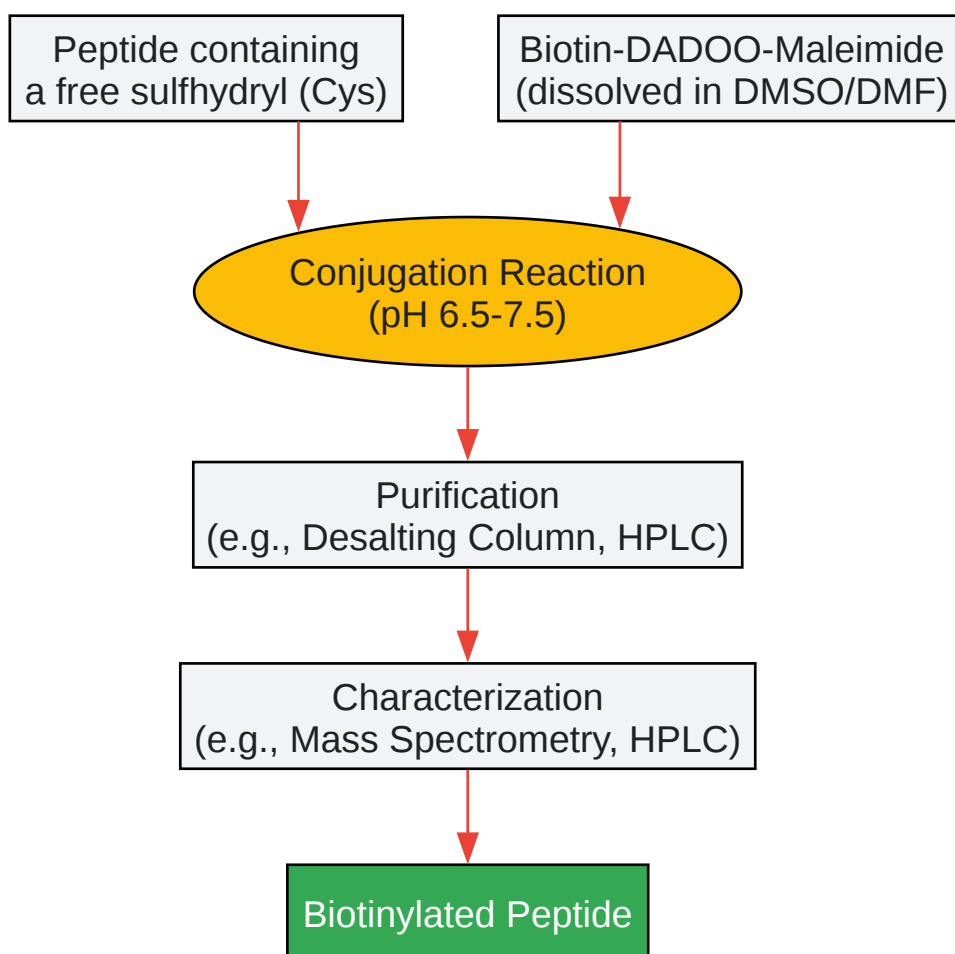 Peptide containing
a free sulfhydryl (Cys)
Biotin-DADOO-Maleimide
(dissolved in DMSO/DMF)
Conjugation Reaction
(pH 6.5-7.5)
Purification
(e.g., Desalting Column, HPLC)
Characterization
(e.g., Mass Spectrometry, HPLC)
Biotinylated Peptide